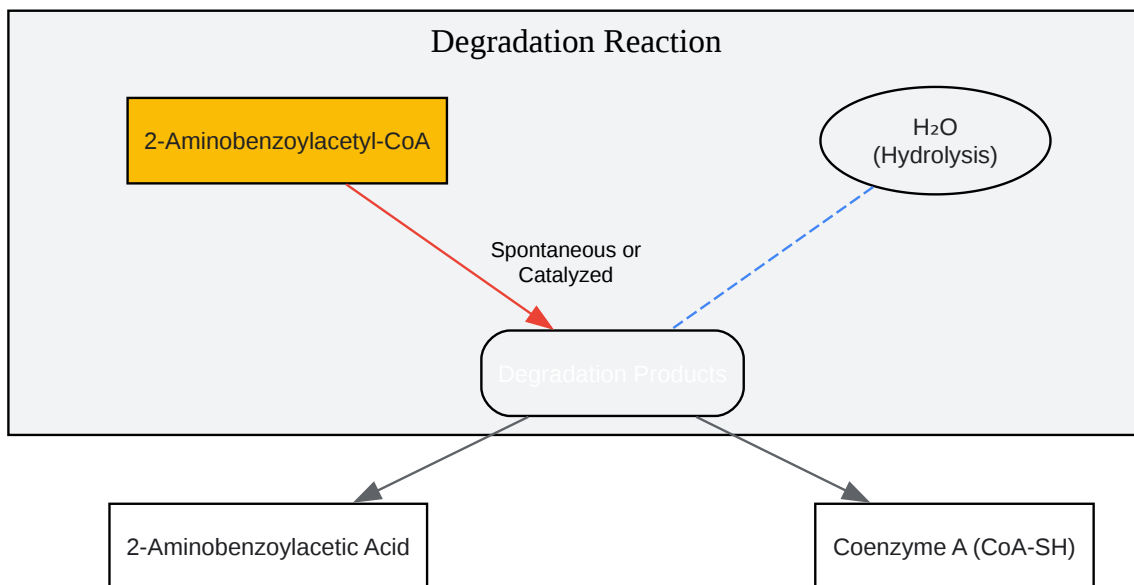 Degradation Reaction
2-Aminobenzoylacetyl-CoA
H₂O
(Hydrolysis)
Spontaneous or
Catalyzed
Degradation Products
2-Aminobenzoylacetic Acid
Coenzyme A (CoA-SH)